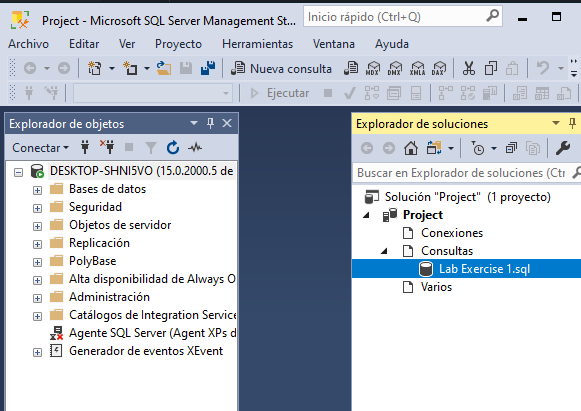 Project - Microsoft SQL Server Management St...
Inicio rápido (Ctrl+Q)
Archivo Editar Ver Proyecto Herramientas Ventana Ayuda
Nueva consulta MDX DMX XMLA DAX
Ejecutar
Explorador de objetos
Conectar
DESKTOP-SHNI5VO (15.0.2000.5 de
Bases de datos
Seguridad
Objetos de servidor
Replicación
PolyBase
Alta disponibilidad de Always O
Administración
Catálogos de Integration Service
Agente SQL Server (Agent XPs d
Generador de eventos XEvent
Explorador de soluciones
Buscar en Explorador de soluciones (Ctr
Solución "Project" (1 proyecto)
Project
Conexiones
Consultas
Lab Exercise 1.sql
Varios